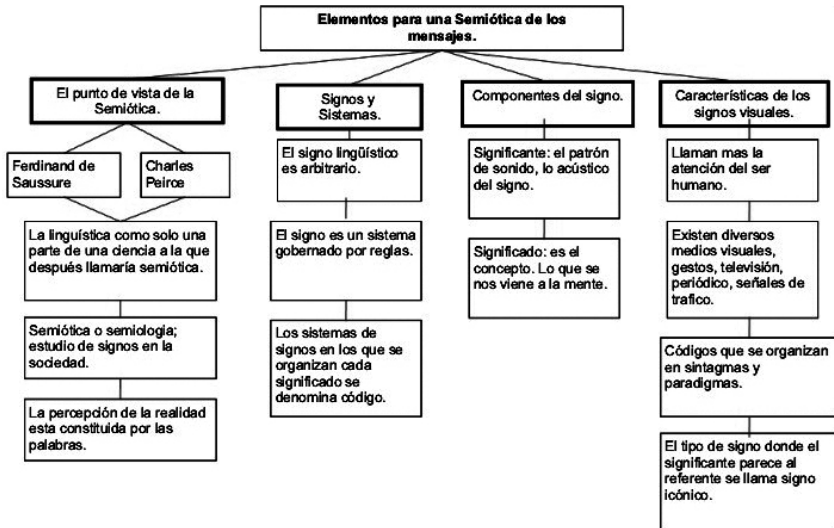 Elementos para una Semiótica de los
mensajes.
El punto de vista de la
Semiótica.
Ferdinand de
Saussure
Charles
Peirce
La linguística como solo una
parte de una ciencia a la que
después llamaría semiótica.
Semiótica o semiologia;
estudio de signos en la
sociedad.
La percepción de la realidad
esta constituida por las
palabras.
Signos y
Sistemas.
El signo lingüístico
es arbitrario.
El signo es un sistema
gobernado por reglas.
Los sistemas de
signos en los que se
organizan cada
significado se
denomina código.
Componentes del signo.
Significante: el patrón
de sonido, lo acústico
del signo.
Significado: es el
concepto. Lo que se
nos viene a la mente.
Características de los
signos visuales.
Llaman mas la
atención del ser
humano.
Existen diversos
medios visuales,
gestos, televisión,
periódico, señales de
trafico.
Códigos que se organizan
en sintagmas y
paradigmas.
El tipo de signo donde el
significante parece al
referente se llama signo
icónico.